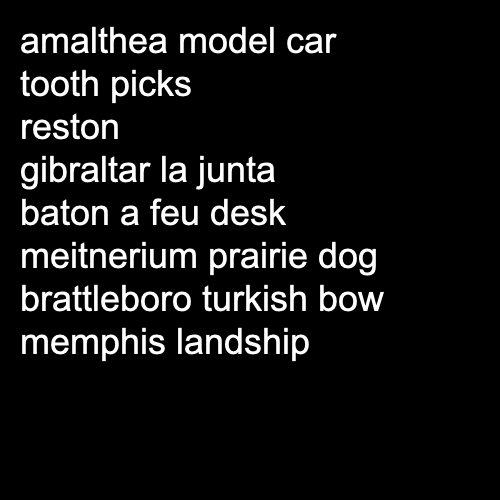 amalthea model car
tooth picks
reston
gibraltar la junta
baton a feu desk
meitnerium prairie dog
brattleboro turkish bow
memphis landship